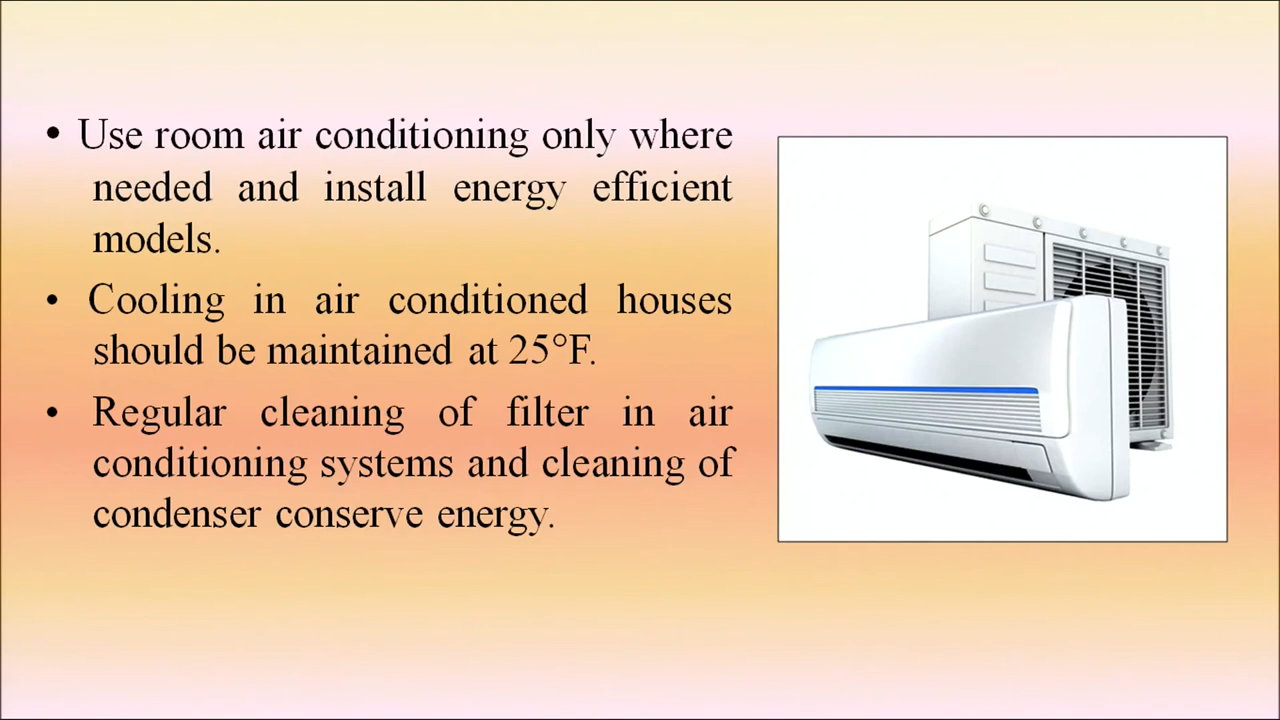 • Use room air conditioning only where
needed and install energy efficient
models.
• Cooling in air conditioned houses
should be maintained at 25°F.
• Regular cleaning of filter in air
conditioning systems and cleaning of
condenser conserve energy.